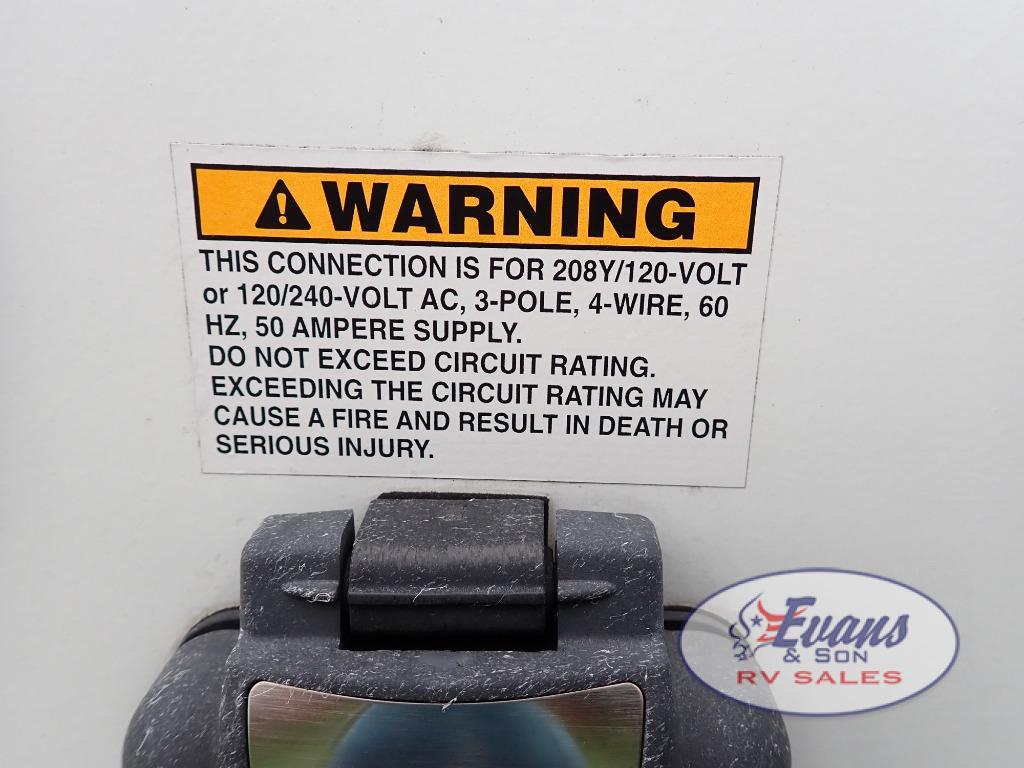 WARNING
THIS CONNECTION IS FOR 208Y/120-VOLT
or 120/240-VOLT AC, 3-POLE, 4-WIRE, 60
HZ, 50 AMPERE SUPPLY.
DO NOT EXCEED CIRCUIT RATING.
EXCEEDING THE CIRCUIT RATING MAY
CAUSE A FIRE AND RESULT IN DEATH OR
SERIOUS INJURY.
Evans
& SON
RV SALES